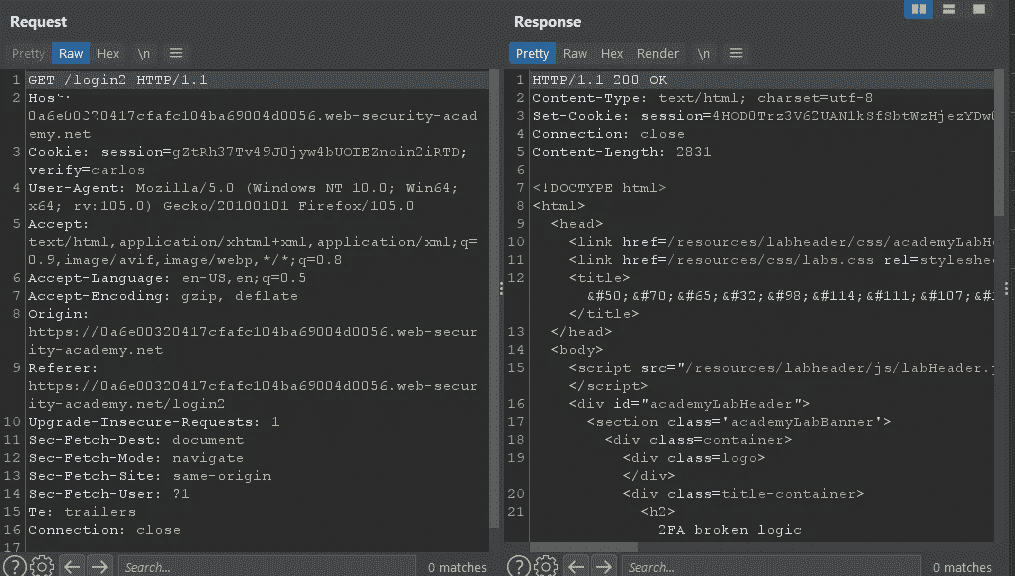 Request
Pretty Raw Hex \n
1 GET /login2 HTTP/1.1
2 Host:
0a6e00320417cfafc104ba69004d0056.web-security-acad
emy.net
3 Cookie: session=gZtRh37Tv49J0jyw4bUOIEZnoin2iRTD;
verify=carlos
4 User-Agent: Mozilla/5.0 (Windows NT 10.0; Win64;
x64; rv:105.0) Gecko/20100101 Firefox/105.0
5 Accept:
text/html,application/xhtml+xml,application/xml;q=
0.9,image/avif,image/webp,*/*;q=0.8
6 Accept-Language: en-US,en;q=0.5
7 Accept-Encoding: gzip, deflate
8 Origin:
https://0a6e00320417cfafc104ba69004d0056.web-secur
ity-academy.net
9 Referer:
https://0a6e00320417cfafc104ba69004d0056.web-secur
ity-academy.net/login2
10 Upgrade-Insecure-Requests: 1
11 Sec-Fetch-Dest: document
12 Sec-Fetch-Mode: navigate
13 Sec-Fetch-Site: same-origin
14 Sec-Fetch-User: ?1
15 Te: trailers
16 Connection: close
17
Search...
0 matches
Response
Pretty Raw Hex Render \n
1 HTTP/1.1 200 OK
2 Content-Type: text/html; charset=utf-8
3 Set-Cookie: session=4HOD0Trz3V62UANlkSfSbtWzHjezYDw
4 Connection: close
5 Content-Length: 2831
6
7 <!DOCTYPE html>
8 <html>
9 <head>
10 <link href=/resources/labheader/css/academyLabH
11 <link href=/resources/css/labs.css rel=styleshe
12 <title>
&#50;&#70;&#65;&#32;&#98;&#114;&#111;&#107;&#
</title>
13 </head>
14 <body>
15 <script src="/resources/labheader/js/labHeader.j
</script>
16 <div id="academyLabHeader">
17 <section class='academyLabBanner'>
18 <div class=container>
19 <div class=logo>
</div>
20 <div class=title-container>
21 <h2>
2FA broken logic
Search...
0 matches